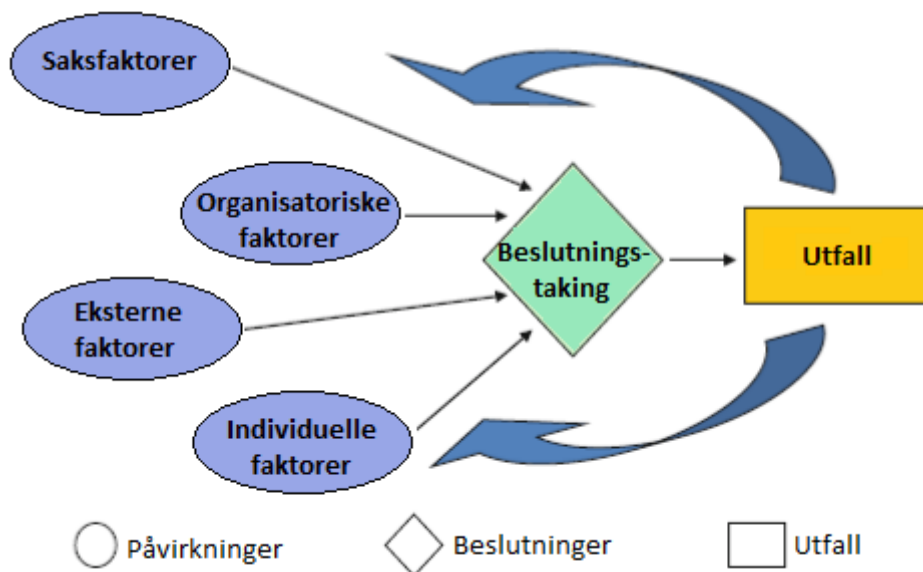 Saksfaktorer
Organisatoriske
faktorer
Beslutnings-
taking
Utfall
Eksterne
faktorer
Individuelle
faktorer
Påvirkninger
Beslutninger
Utfall